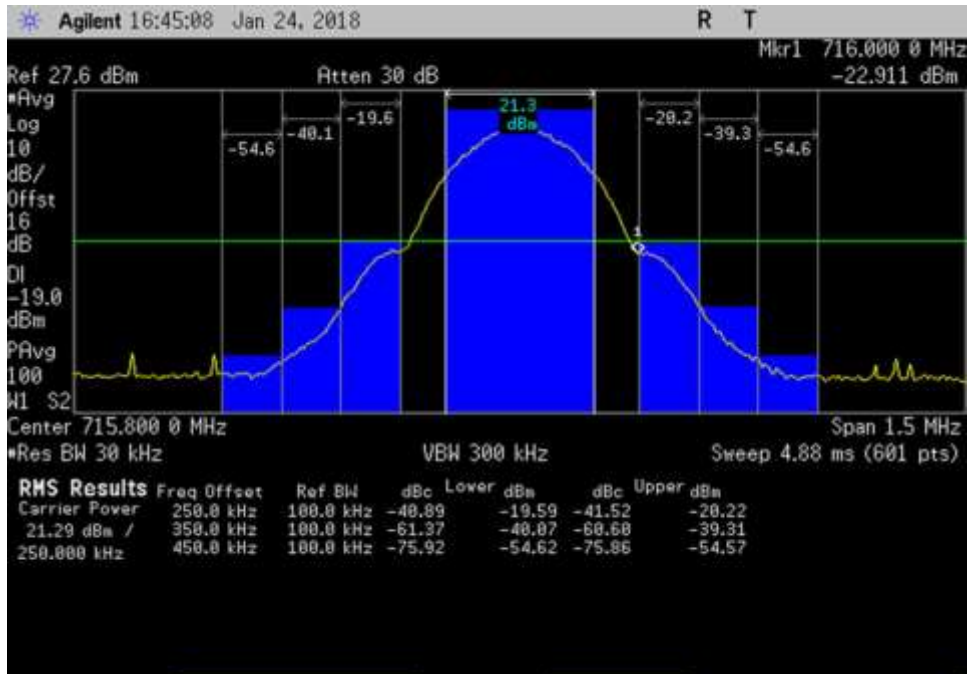 Agilent 16:45:08 Jan 24, 2018 R T
Mkr1 716.000 0 MHz
Ref 27.6 dBm Atten 30 dB -22.911 dBm
#Avg
Log
10
dB/
Offst
16
dB
DI
-19.0
dBm
PAvg
100
W1 S2
21.3
dBm
-54.6
-40.1
-19.6
-20.2
-39.3
-54.6
1
Center 715.800 0 MHz Span 1.5 MHz
#Res BW 30 kHz VBW 300 kHz Sweep 4.88 ms (601 pts)
RMS Results Freq Offset Ref BW dBc Lower dBm dBc Upper dBm
Carrier Power 250.0 kHz 100.0 kHz -40.89 -19.59 -41.52 -20.22
21.29 dBm / 350.0 kHz 100.0 kHz -61.37 -40.07 -60.60 -39.31
250.000 kHz 450.0 kHz 100.0 kHz -75.92 -54.62 -75.86 -54.57